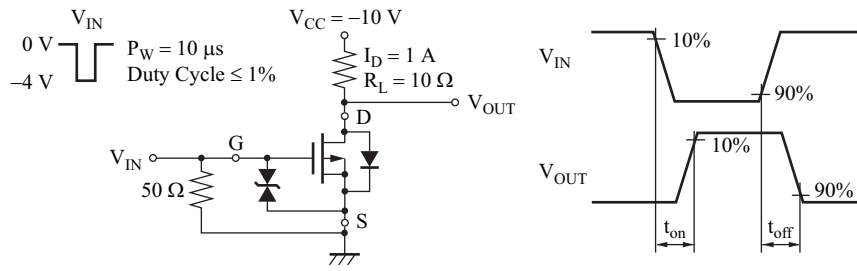 V_IN
0 V
−4 V
P_W = 10 μs
Duty Cycle ≤ 1%
V_CC = −10 V
I_D = 1 A
R_L = 10 Ω
V_OUT
D
G
V_IN
50 Ω
S
V_IN
10%
90%
V_OUT
10%
90%
t_on
t_off